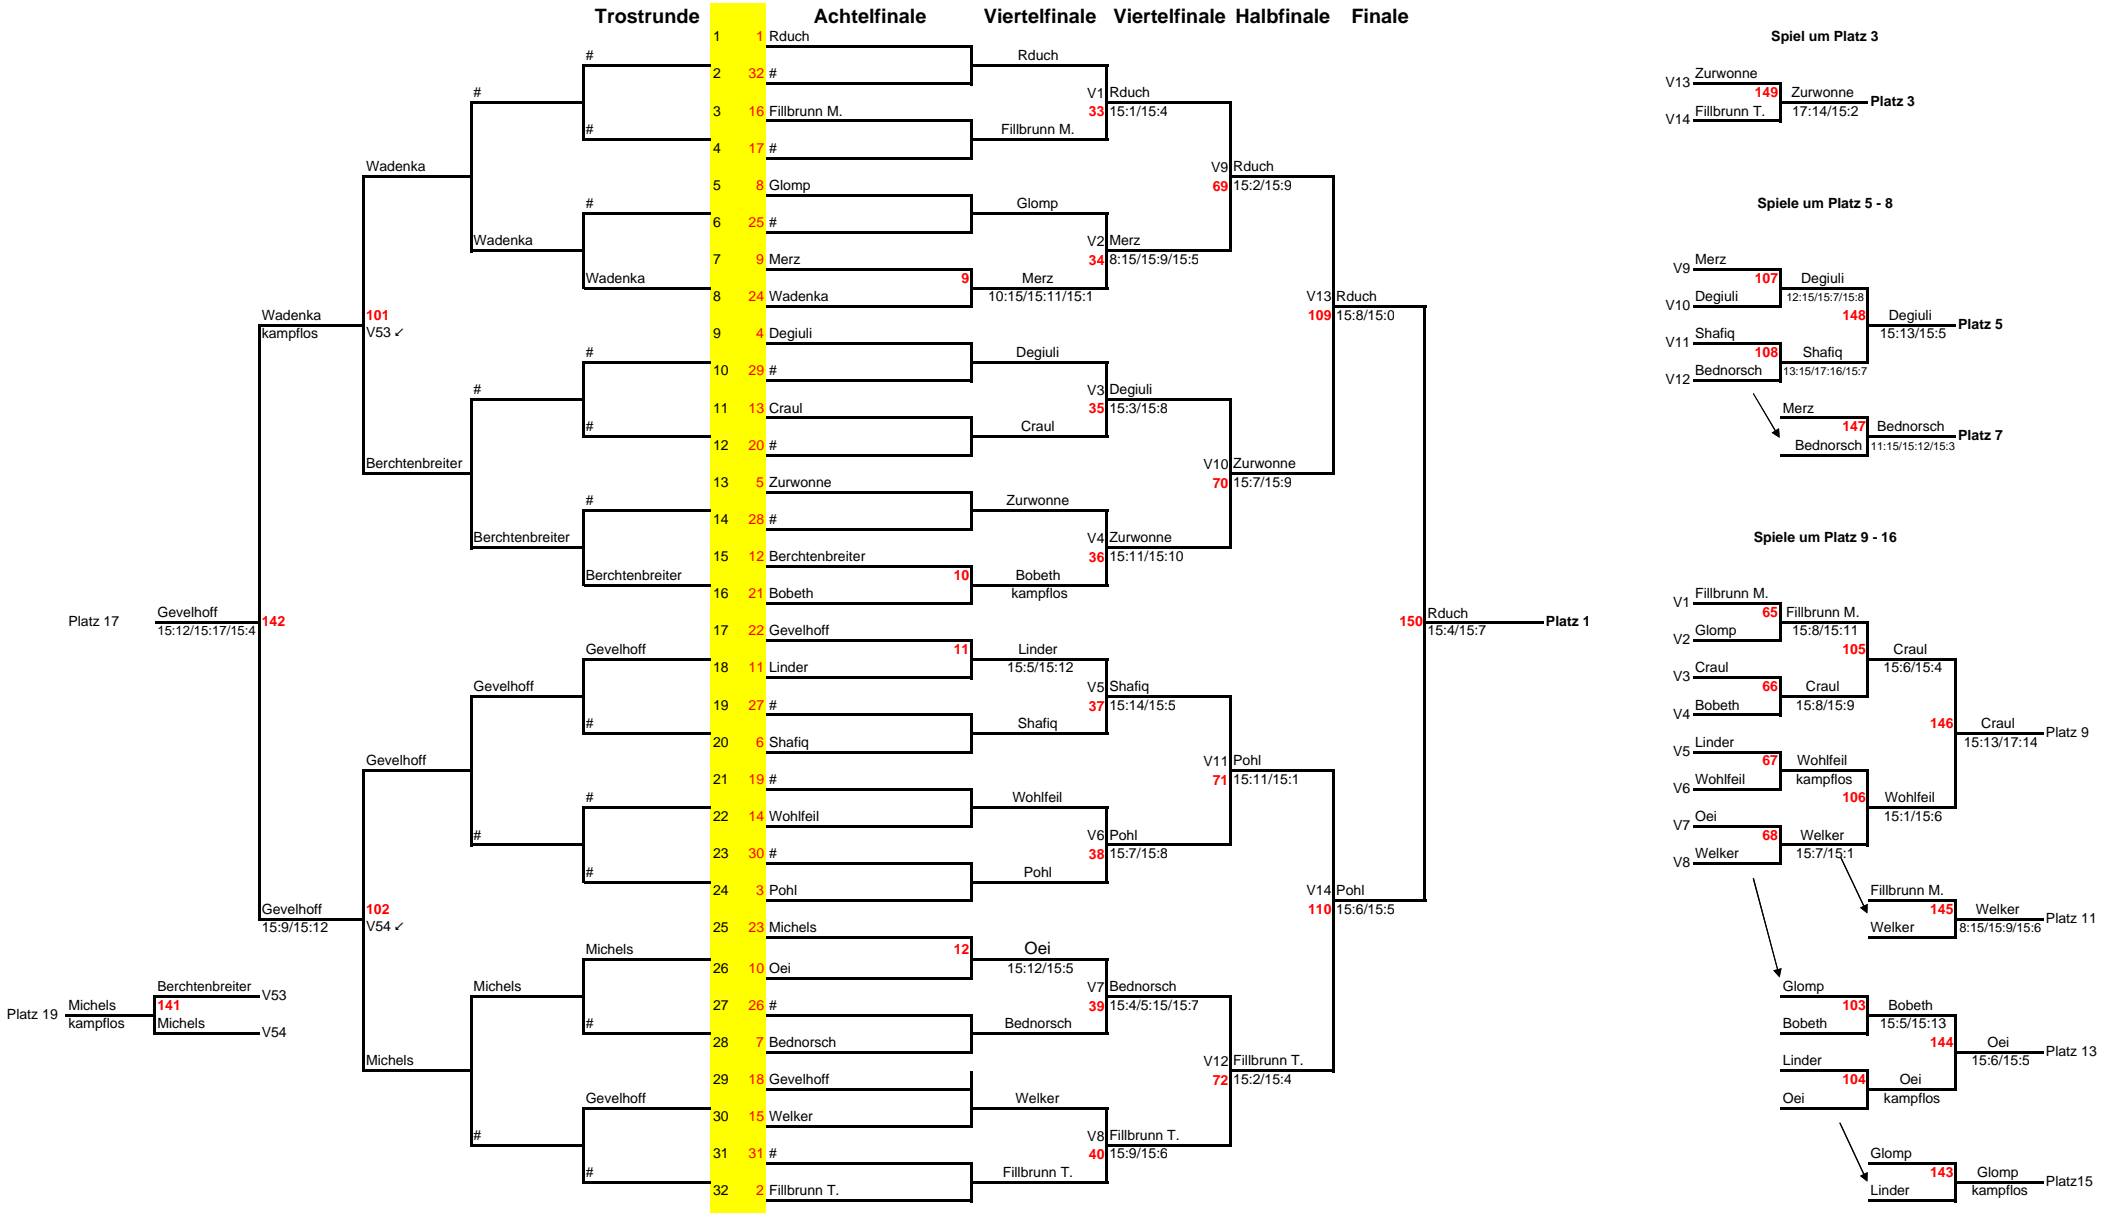 Trostrunde Achtelfinale Viertelfinale Viertelfinale Halbfinale Finale
1 1 Rduch
# Rduch
2 32 #
# V1 Rduch
3 16 Fillbrunn M. 33 15:1/15:4
# Fillbrunn M.
4 17 #
Wadenka V9 Rduch
5 8 Glomp 69 15:2/15:9
# Glomp
6 25 #
Wadenka V2 Merz
7 9 Merz 34 8:15/15:9/15:5
Wadenka 9 Merz
8 24 Wadenka 10:15/15:11/15:1 V13 Rduch
Wadenka 101 109 15:8/15:0
kampflos V53 ↙
9 4 Degiuli
# Degiuli
10 29 #
# V3 Degiuli
11 13 Craul 35 15:3/15:8
# Craul
12 20 #
Berchtenbreiter V10 Zurwonne
13 5 Zurwonne 70 15:7/15:9
# Zurwonne
14 28 #
Berchtenbreiter V4 Zurwonne
15 12 Berchtenbreiter 36 15:11/15:10
Berchtenbreiter 10 Bobeth
16 21 Bobeth kampflos
Platz 17 Gevelhoff 142 150 Rduch Platz 1
15:12/15:17/15:4 15:4/15:7
17 22 Gevelhoff
Gevelhoff 11 Linder
18 11 Linder 15:5/15:12
Gevelhoff V5 Shafiq
19 27 # 37 15:14/15:5
# Shafiq
20 6 Shafiq
Gevelhoff V11 Pohl
21 19 # 71 15:11/15:1
# Wohlfeil
22 14 Wohlfeil
# V6 Pohl
23 30 # 38 15:7/15:8
# Pohl
24 3 Pohl V14 Pohl
Gevelhoff 102 110 15:6/15:5
15:9/15:12 V54 ↙
25 23 Michels
Michels 12 Oei
26 10 Oei 15:12/15:5
Michels V7 Bednorsch
27 26 # 39 15:4/5:15/15:7
# Bednorsch
28 7 Bednorsch
Michels V12 Fillbrunn T.
29 18 Gevelhoff 72 15:2/15:4
Gevelhoff Welker
30 15 Welker
# V8 Fillbrunn T.
31 31 # 40 15:9/15:6
# Fillbrunn T.
32 2 Fillbrunn T.
Berchtenbreiter V53
Platz 19 Michels 141
kampflos Michels V54
Spiel um Platz 3
V13 Zurwonne
149 Zurwonne Platz 3
V14 Fillbrunn T. 17:14/15:2
Spiele um Platz 5 - 8
V9 Merz
107 Degiuli
V10 Degiuli 12:15/15:7/15:8
148 Degiuli Platz 5
15:13/15:5
V11 Shafiq
108 Shafiq
V12 Bednorsch 13:15/17:16/15:7
Merz
147 Bednorsch Platz 7
Bednorsch 11:15/15:12/15:3
Spiele um Platz 9 - 16
V1 Fillbrunn M.
65 Fillbrunn M.
V2 Glomp 15:8/15:11
105 Craul
15:6/15:4
V3 Craul
66 Craul
V4 Bobeth 15:8/15:9
146 Craul Platz 9
15:13/17:14
V5 Linder
67 Wohlfeil
V6 Wohlfeil kampflos
106 Wohlfeil
15:1/15:6
V7 Oei
68 Welker
V8 Welker 15:7/15:1
Fillbrunn M.
145 Welker Platz 11
Welker 8:15/15:9/15:6
Glomp
103 Bobeth
Bobeth 15:5/15:13
144 Oei Platz 13
15:6/15:5
Linder
104 Oei
Oei kampflos
Glomp
143 Glomp Platz15
Linder kampflos